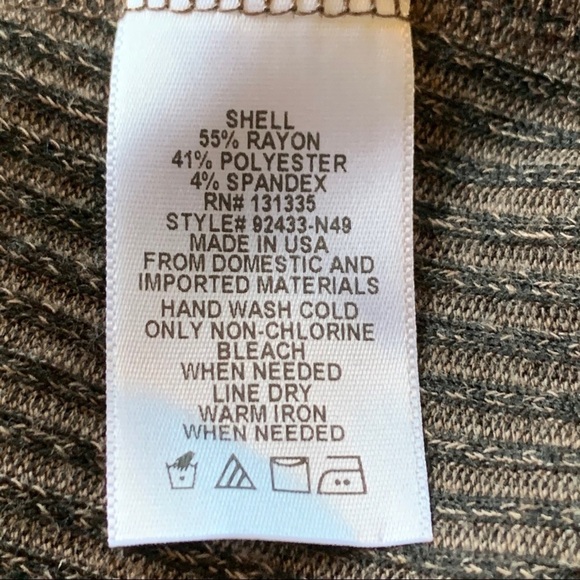 SHELL
55% RAYON
41% POLYESTER
4% SPANDEX
RN# 131335
STYLE# 92433-N49
MADE IN USA
FROM DOMESTIC AND
IMPORTED MATERIALS
HAND WASH COLD
ONLY NON-CHLORINE
BLEACH
WHEN NEEDED
LINE DRY
WARM IRON
WHEN NEEDED